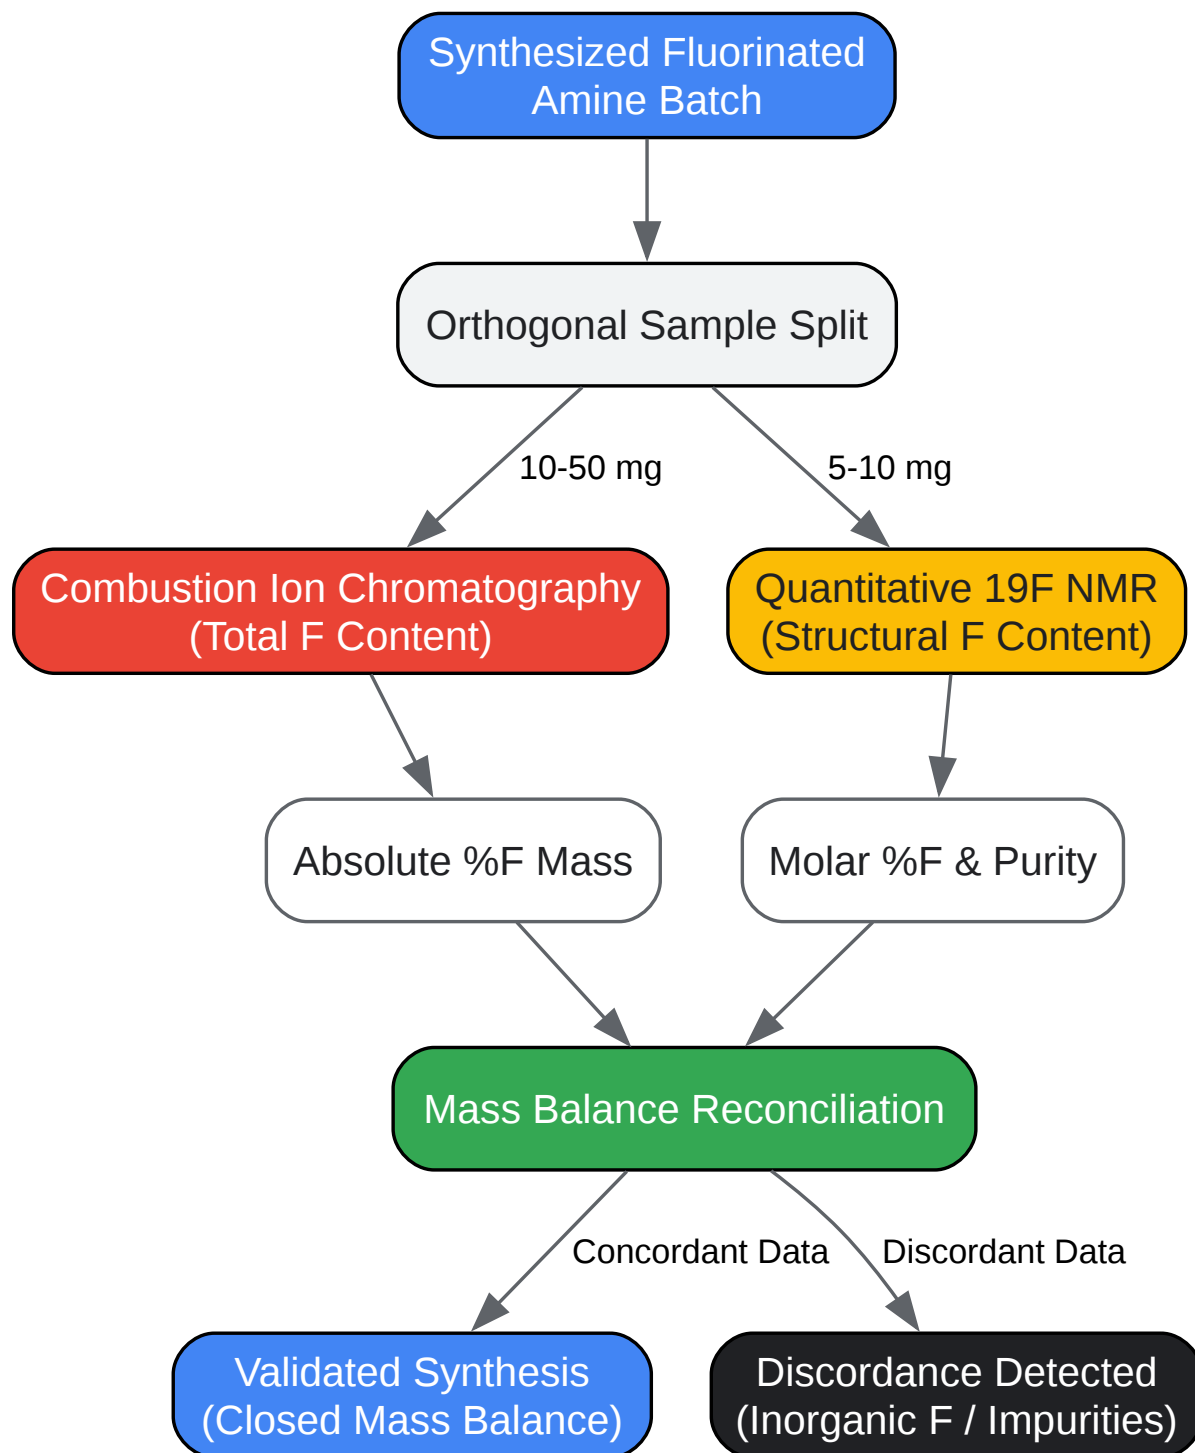 Synthesized Fluorinated
Amine Batch
Orthogonal Sample Split
10-50 mg
5-10 mg
Combustion Ion Chromatography
(Total F Content)
Quantitative 19F NMR
(Structural F Content)
Absolute %F Mass
Molar %F & Purity
Mass Balance Reconciliation
Concordant Data
Discordant Data
Validated Synthesis
(Closed Mass Balance)
Discordance Detected
(Inorganic F / Impurities)